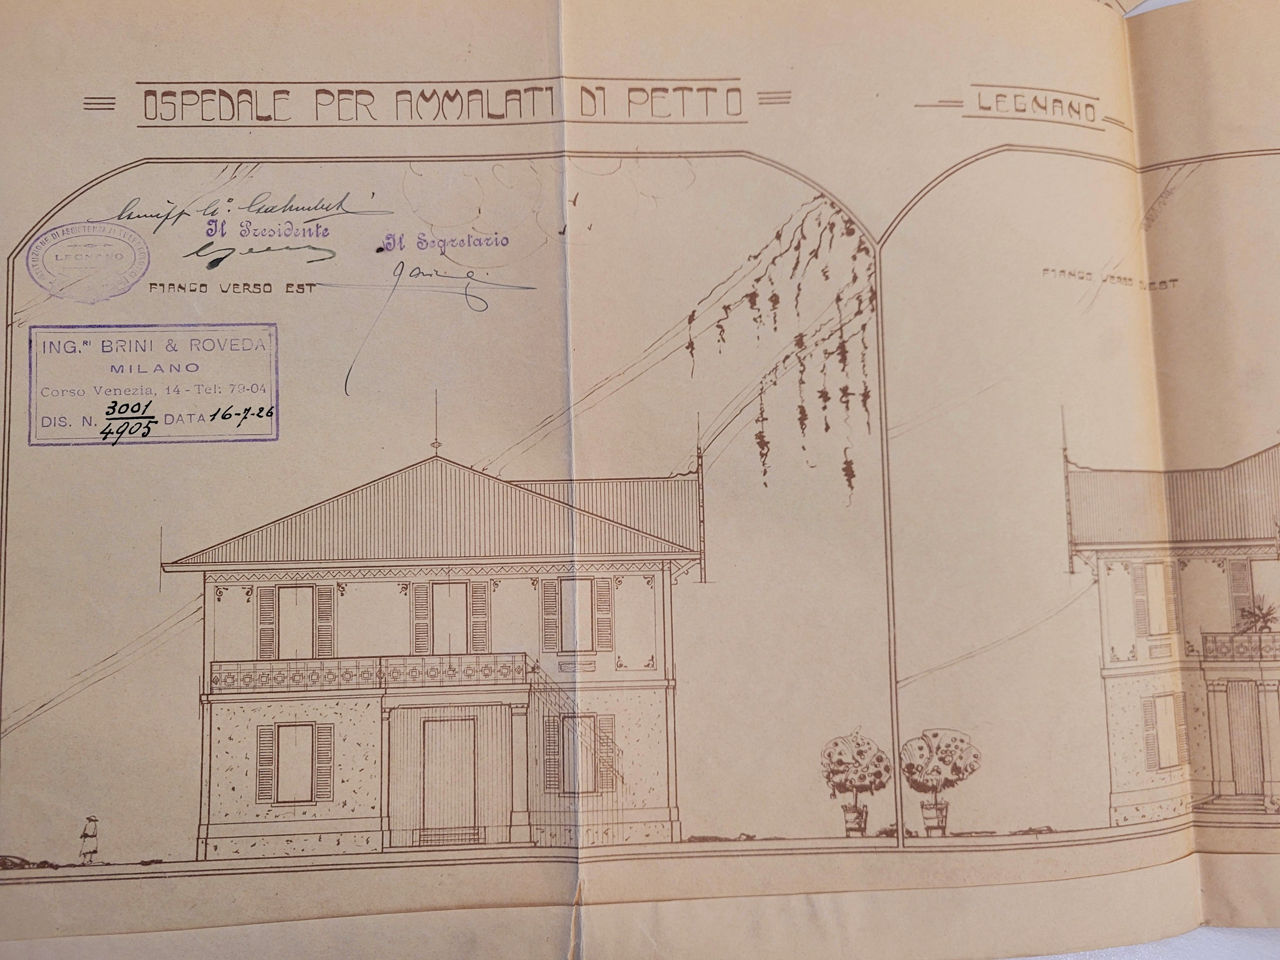 OSPEDALE PER AMMALATI DI PETTO
LEGNANO
Il Presidente
Il Segretario
LEGNANO
FIANCO VERSO EST
FIANCO VERSO OVEST
ING.RI BRINI & ROVEDA
MILANO
Corso Venezia, 14 - Tel: 79-04
DIS. N. 3001/4905 DATA 16-7-26